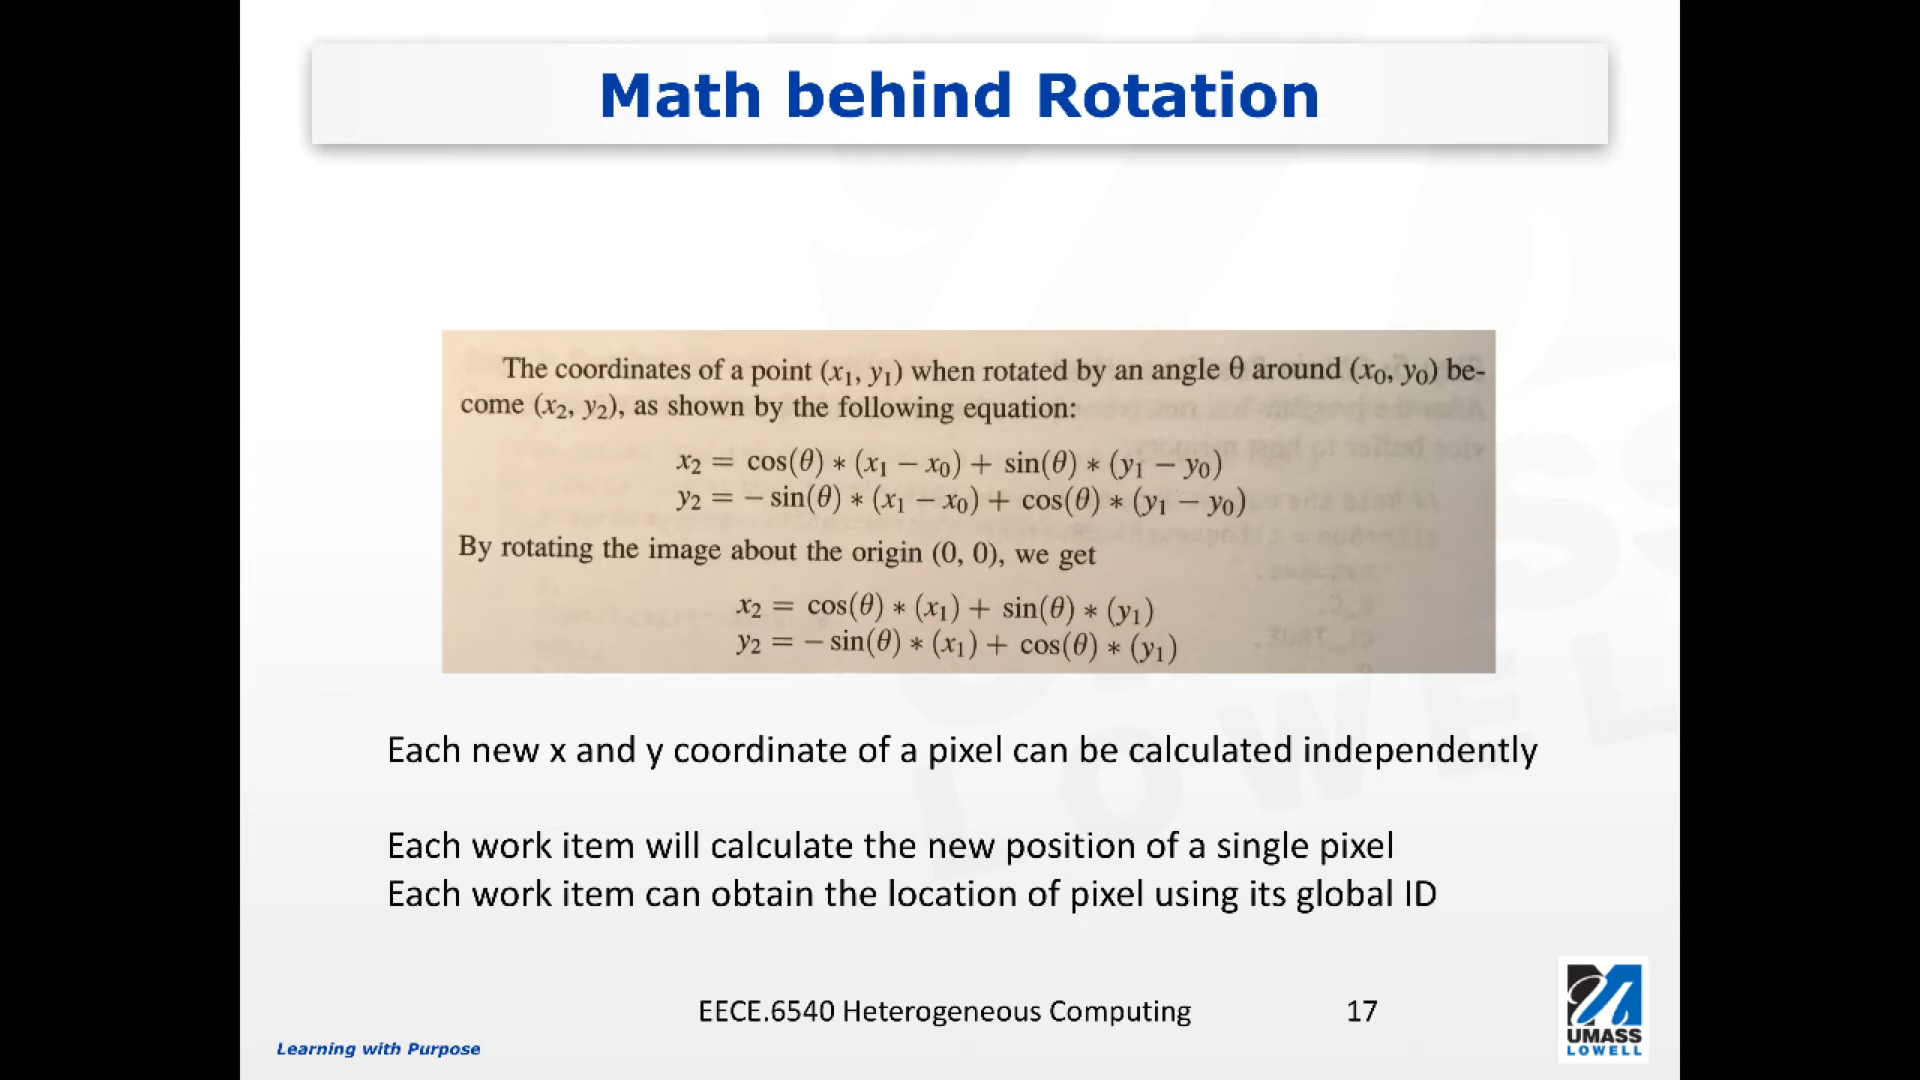 Math behind Rotation
The coordinates of a point (x₁, y₁) when rotated by an angle θ around (x₀, y₀) be-
come (x₂, y₂), as shown by the following equation:
x₂ = cos(θ) * (x₁ − x₀) + sin(θ) * (y₁ − y₀)
y₂ = − sin(θ) * (x₁ − x₀) + cos(θ) * (y₁ − y₀)
By rotating the image about the origin (0, 0), we get
x₂ = cos(θ) * (x₁) + sin(θ) * (y₁)
y₂ = − sin(θ) * (x₁) + cos(θ) * (y₁)
Each new x and y coordinate of a pixel can be calculated independently
Each work item will calculate the new position of a single pixel
Each work item can obtain the location of pixel using its global ID
EECE.6540 Heterogeneous Computing 17
Learning with Purpose
UMASS
LOWELL